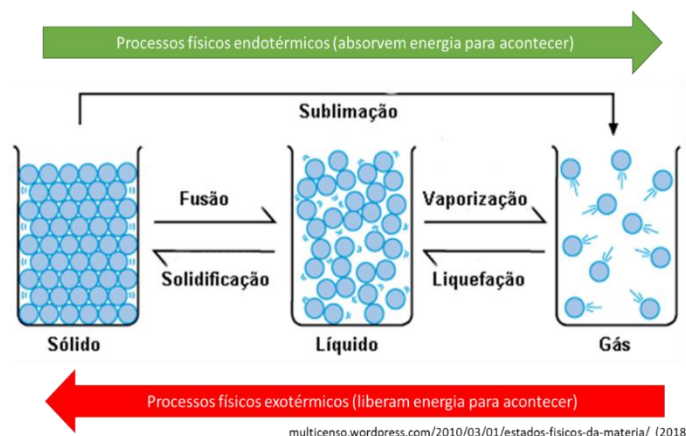 Processos físicos endotérmicos (absorvem energia para acontecer)
Sublimação
Fusão
Vaporização
Solidificação
Liquefação
Sólido
Líquido
Gás
Processos físicos exotérmicos (liberam energia para acontecer)
multicenso.wordpress.com/2010/03/01/estados-fisicos-da-materia/ (2018